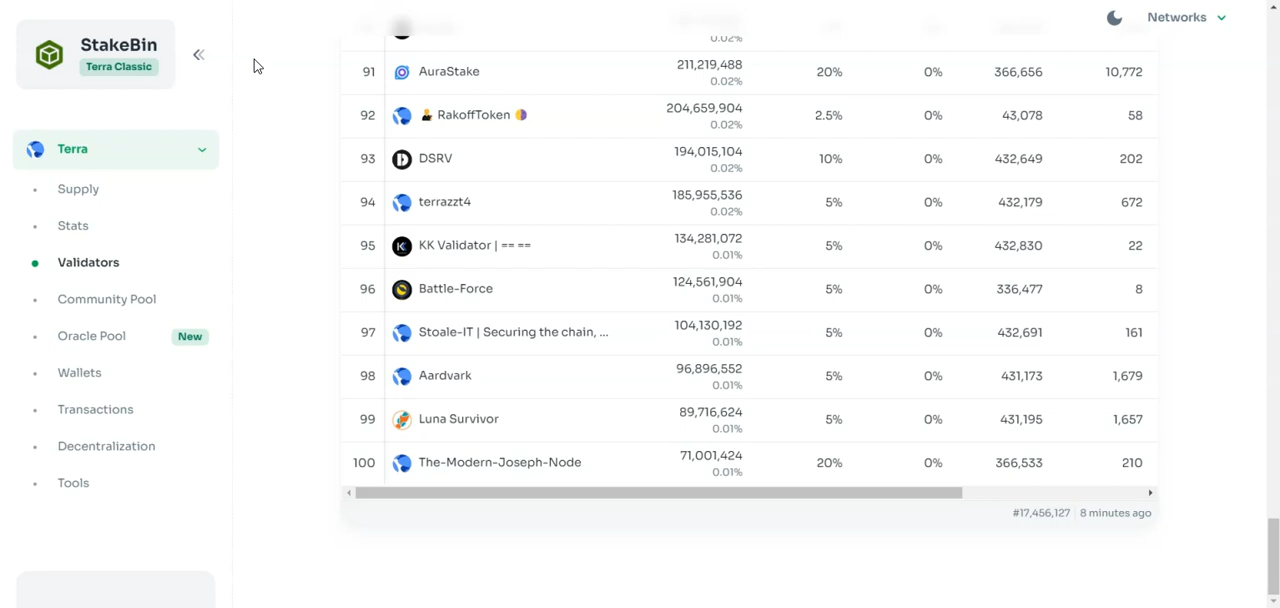 StakeBin
Terra Classic
Networks
Terra
Supply
Stats
Validators
Community Pool
Oracle Pool New
Wallets
Transactions
Decentralization
Tools
0.02%
91 AuraStake 211,219,488 20% 0% 366,656 10,772
0.02%
92 RakoffToken 204,659,904 2.5% 0% 43,078 58
0.02%
93 DSRV 194,015,104 10% 0% 432,649 202
0.02%
94 terrazzt4 185,955,536 5% 0% 432,179 672
0.02%
95 KK Validator | == == 134,281,072 5% 0% 432,830 22
0.01%
96 Battle-Force 124,561,904 5% 0% 336,477 8
0.01%
97 Stoale-IT | Securing the chain, ... 104,130,192 5% 0% 432,691 161
0.01%
98 Aardvark 96,896,552 5% 0% 431,173 1,679
0.01%
99 Luna Survivor 89,716,624 5% 0% 431,195 1,657
0.01%
100 The-Modern-Joseph-Node 71,001,424 20% 0% 366,533 210
0.01%
#17,456,127 8 minutes ago